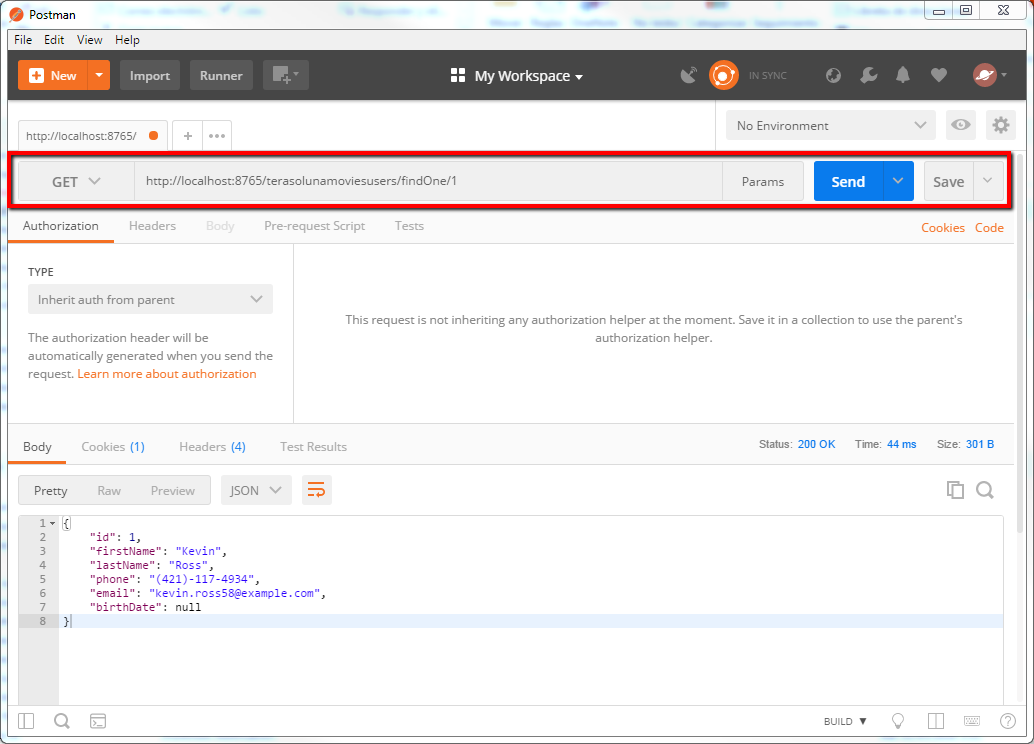 Postman
File Edit View Help
New Import Runner My Workspace IN SYNC
http://localhost:8765/ No Environment
GET http://localhost:8765/terasolunamoviesusers/findOne/1 Params Send Save
Authorization Headers Body Pre-request Script Tests Cookies Code
TYPE
Inherit auth from parent
The authorization header will be
automatically generated when you send the
request. Learn more about authorization
This request is not inheriting any authorization helper at the moment. Save it in a collection to use the parent's
authorization helper.
Body Cookies (1) Headers (4) Test Results Status: 200 OK Time: 44 ms Size: 301 B
Pretty Raw Preview JSON
1 {
2 "id": 1,
3 "firstName": "Kevin",
4 "lastName": "Ross",
5 "phone": "(421)-117-4934",
6 "email": "kevin.ross58@example.com",
7 "birthDate": null
8 }
BUILD